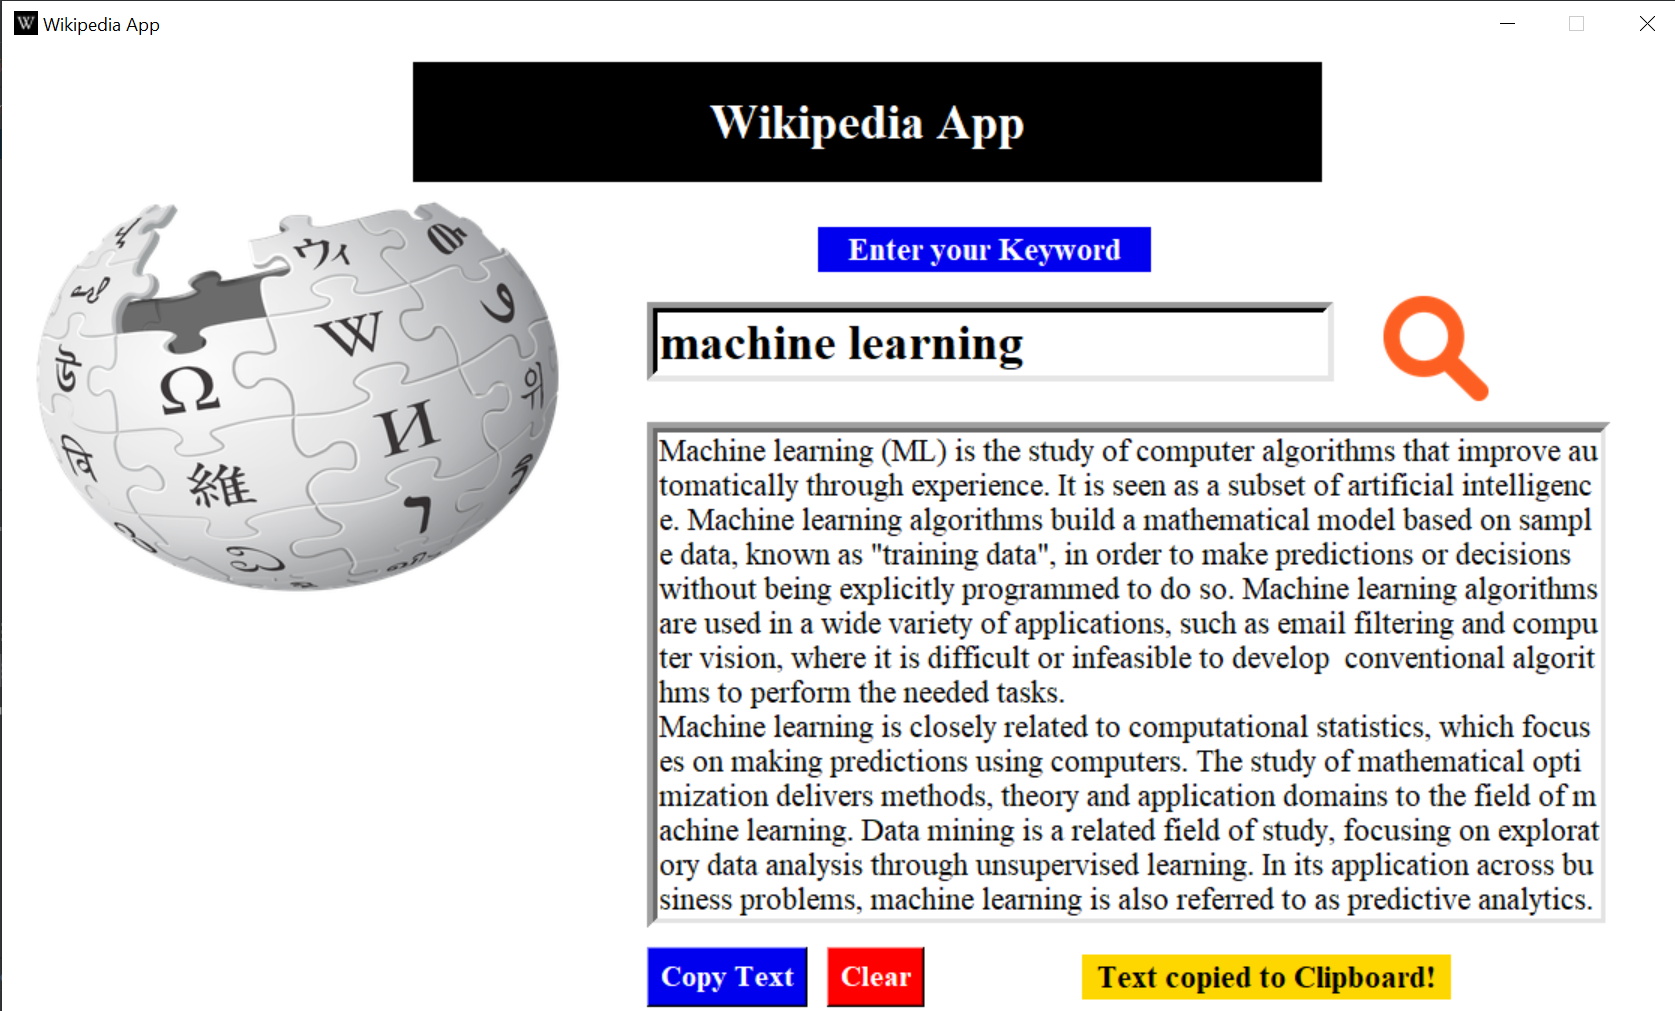 W Wikipedia App
Wikipedia App
Enter your Keyword
machine learning
ウィ
W
Ω
И
維
위
वि
Machine learning (ML) is the study of computer algorithms that improve au
tomatically through experience. It is seen as a subset of artificial intelligenc
e. Machine learning algorithms build a mathematical model based on sampl
e data, known as "training data", in order to make predictions or decisions
without being explicitly programmed to do so. Machine learning algorithms
are used in a wide variety of applications, such as email filtering and compu
ter vision, where it is difficult or infeasible to develop  conventional algorit
hms to perform the needed tasks.
Machine learning is closely related to computational statistics, which focus
es on making predictions using computers. The study of mathematical opti
mization delivers methods, theory and application domains to the field of m
achine learning. Data mining is a related field of study, focusing on explorat
ory data analysis through unsupervised learning. In its application across bu
siness problems, machine learning is also referred to as predictive analytics.
Copy Text
Clear
Text copied to Clipboard!